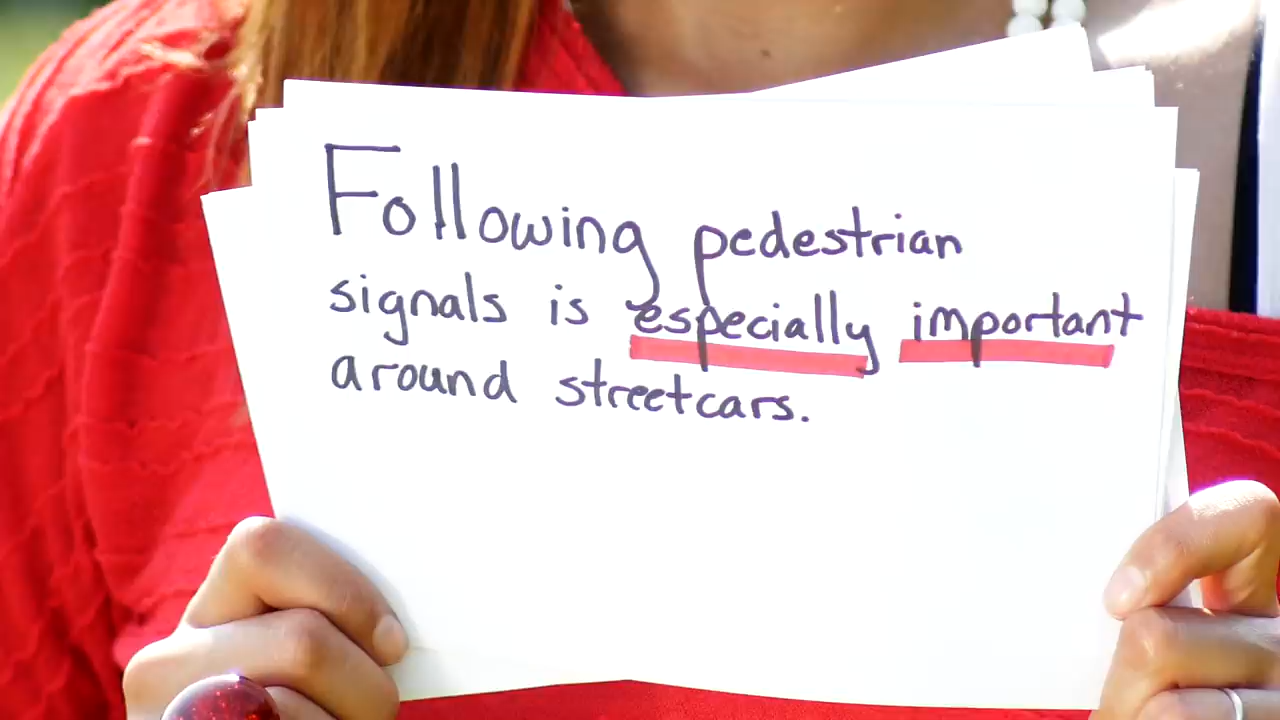 Following pedestrian
signals is especially important
around streetcars.